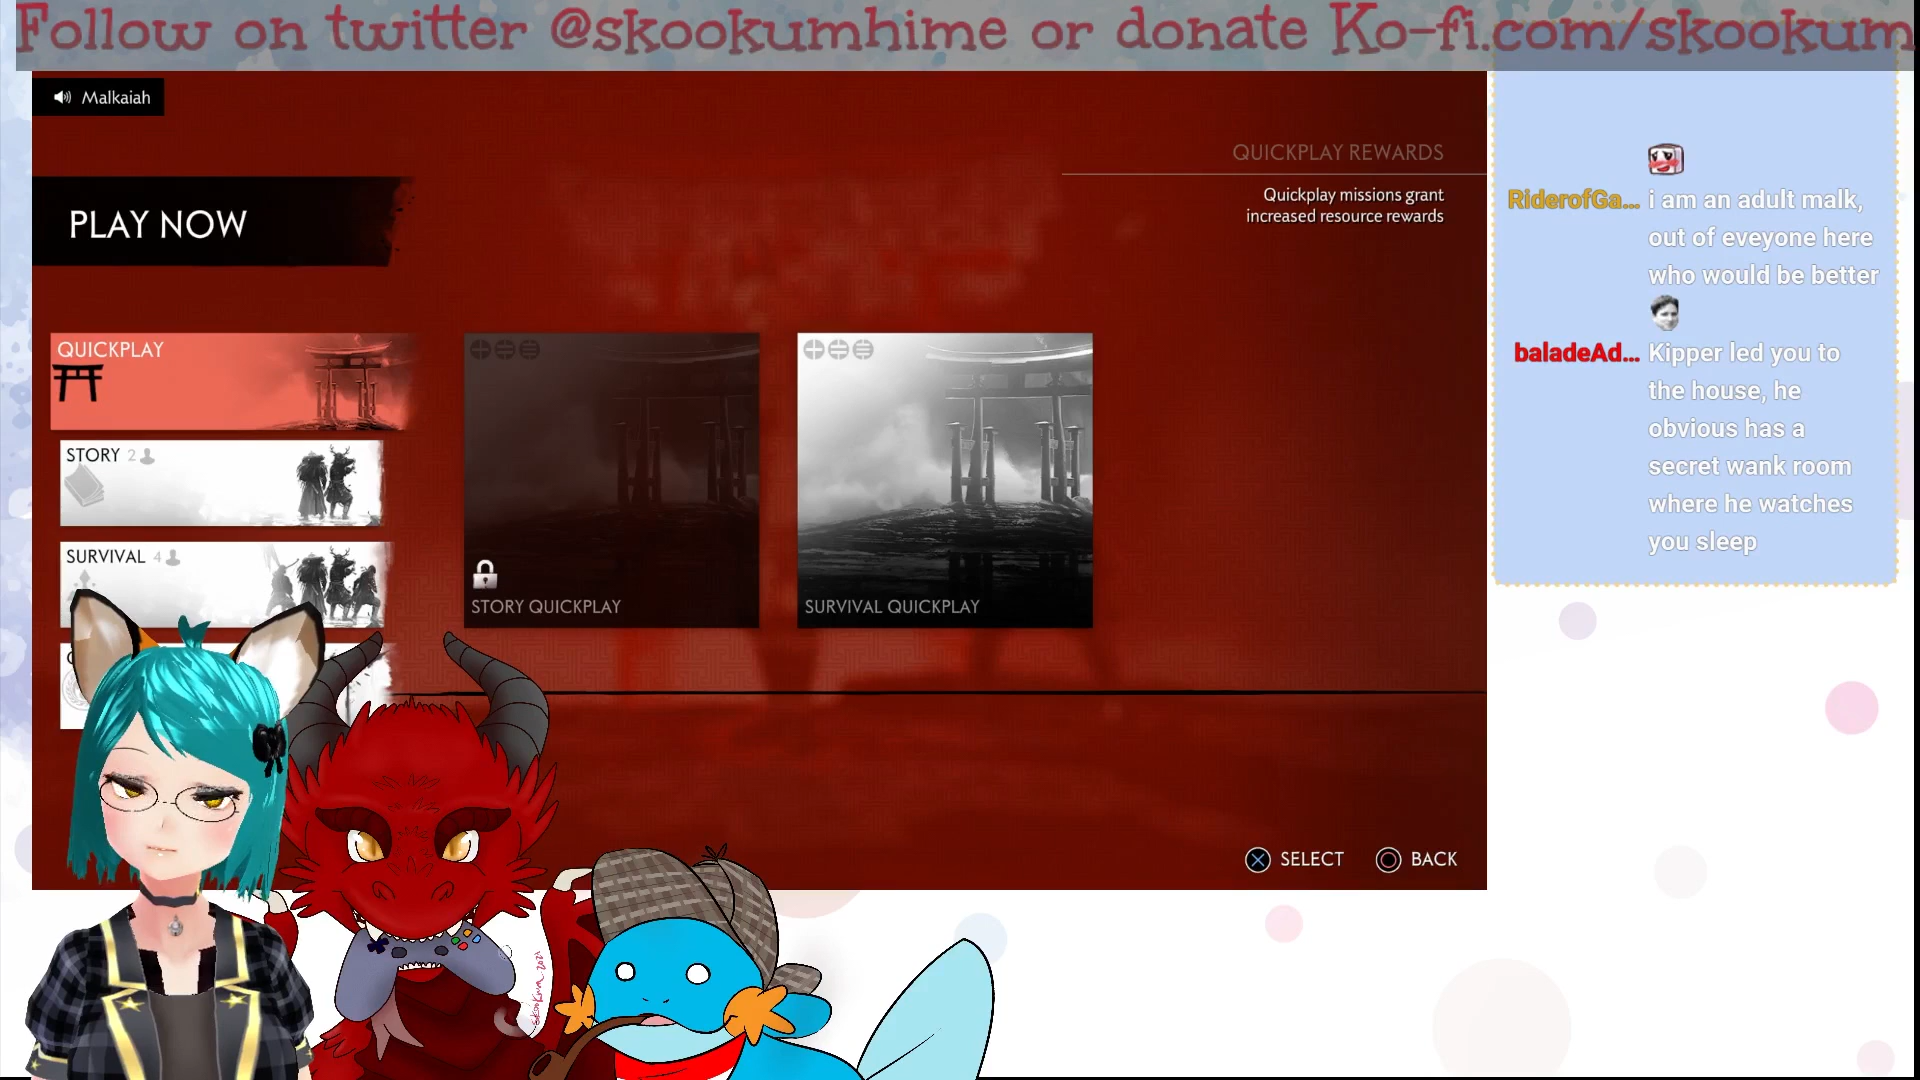 Follow on twitter @skookumhime or donate Ko-fi.com/skookum
Malkaiah
PLAY NOW
QUICKPLAY REWARDS
Quickplay missions grant
increased resource rewards
QUICKPLAY
STORY 2
SURVIVAL 4
STORY QUICKPLAY
SURVIVAL QUICKPLAY
SELECT
BACK
RiderofGa... i am an adult malk,
out of eveyone here
who would be better
baladeAd... Kipper led you to
the house, he
obvious has a
secret wank room
where he watches
you sleep